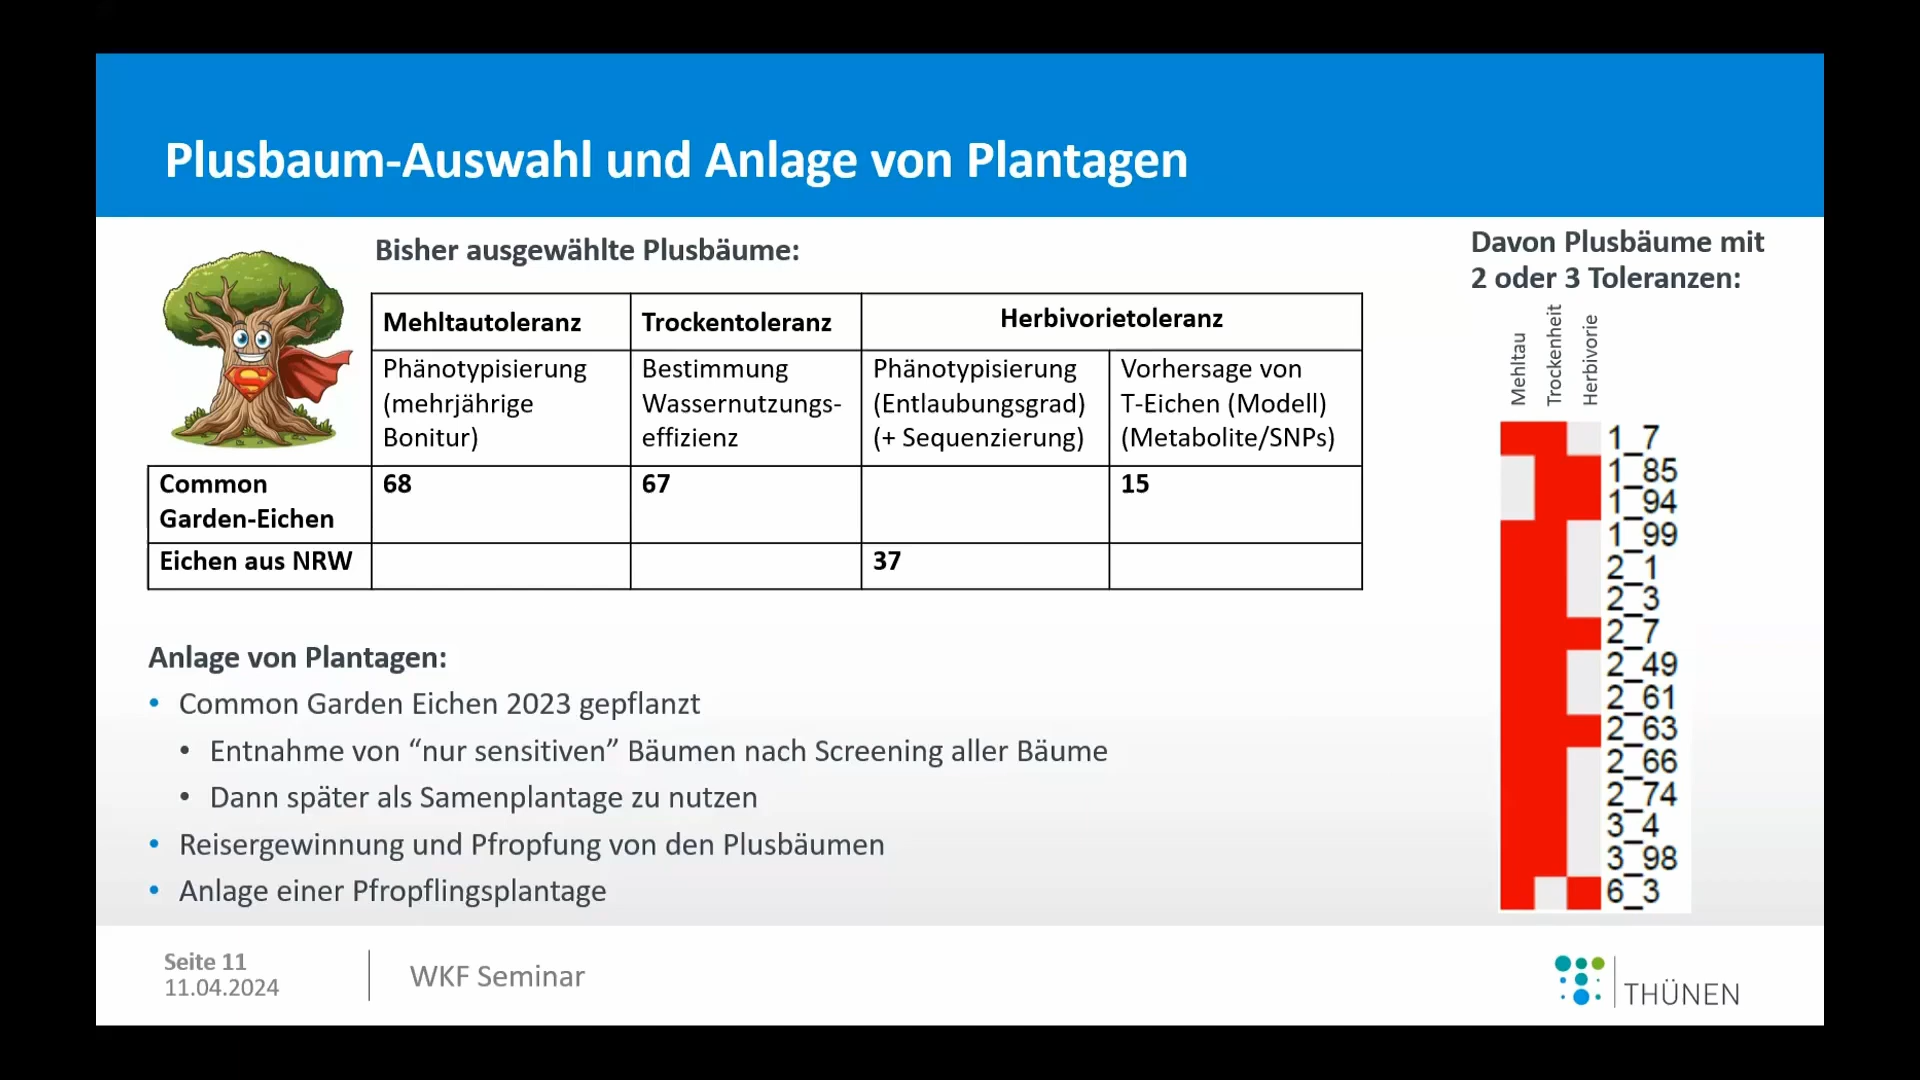 Plusbaum-Auswahl und Anlage von Plantagen
Bisher ausgewählte Plusbäume:
Mehltautoleranz
Trockentoleranz
Herbivorietoleranz
Phänotypisierung
(mehrjährige
Bonitur)
Bestimmung
Wassernutzungs-
effizienz
Phänotypisierung
(Entlaubungsgrad)
(+ Sequenzierung)
Vorhersage von
T-Eichen (Modell)
(Metabolite/SNPs)
Common
Garden-Eichen
68
67
15
Eichen aus NRW
37
Davon Plusbäume mit
2 oder 3 Toleranzen:
Mehltau
Trockenheit
Herbivorie
1_7
1_85
1_94
1_99
2_1
2_3
2_7
2_49
2_61
2_63
2_66
2_74
3_4
3_98
6_3
Anlage von Plantagen:
• Common Garden Eichen 2023 gepflanzt
• Entnahme von “nur sensitiven” Bäumen nach Screening aller Bäume
• Dann später als Samenplantage zu nutzen
• Reisergewinnung und Pfropfung von den Plusbäumen
• Anlage einer Pfropflingsplantage
Seite 11
11.04.2024
WKF Seminar
THÜNEN